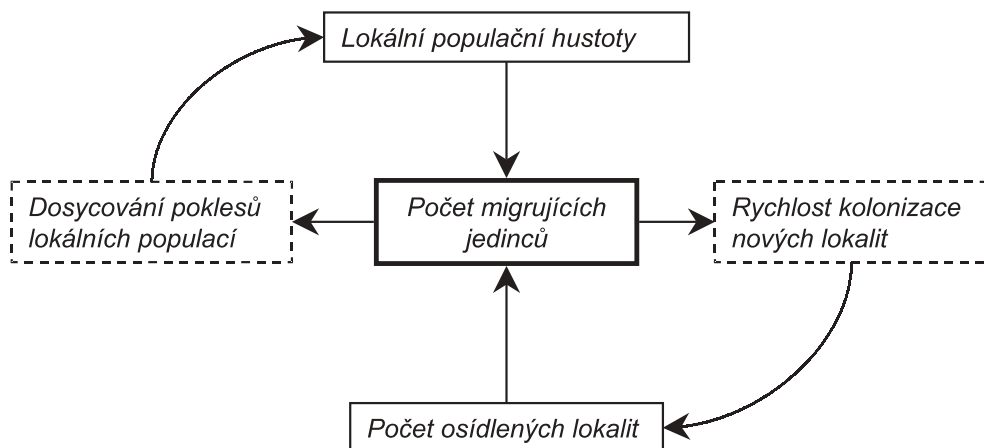 Lokální populační hustoty
Dosycování poklesů
lokálních populací
Počet migrujících
jedinců
Rychlost kolonizace
nových lokalit
Počet osídlených lokalit